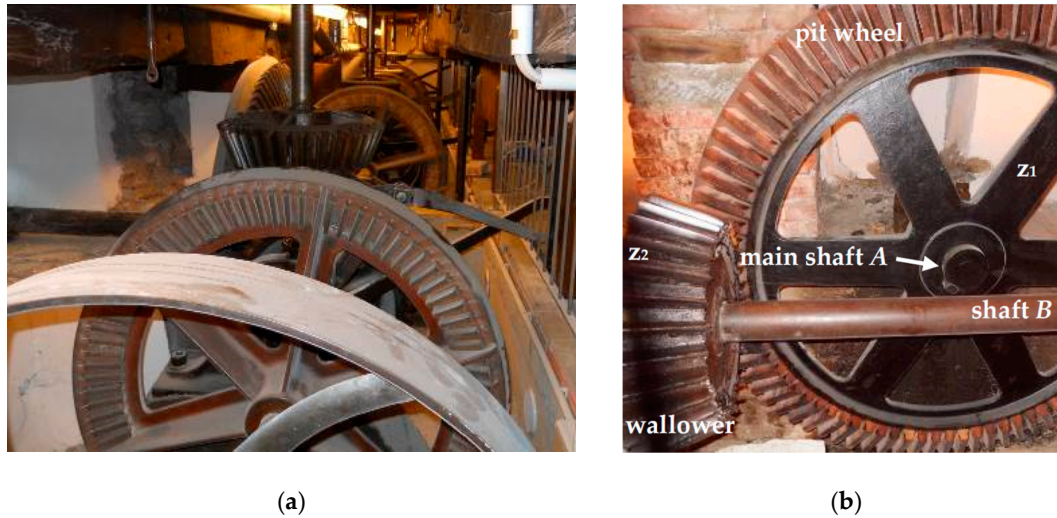 pit wheel
z1
z2
main shaft A
shaft B
wallower
(a)
(b)